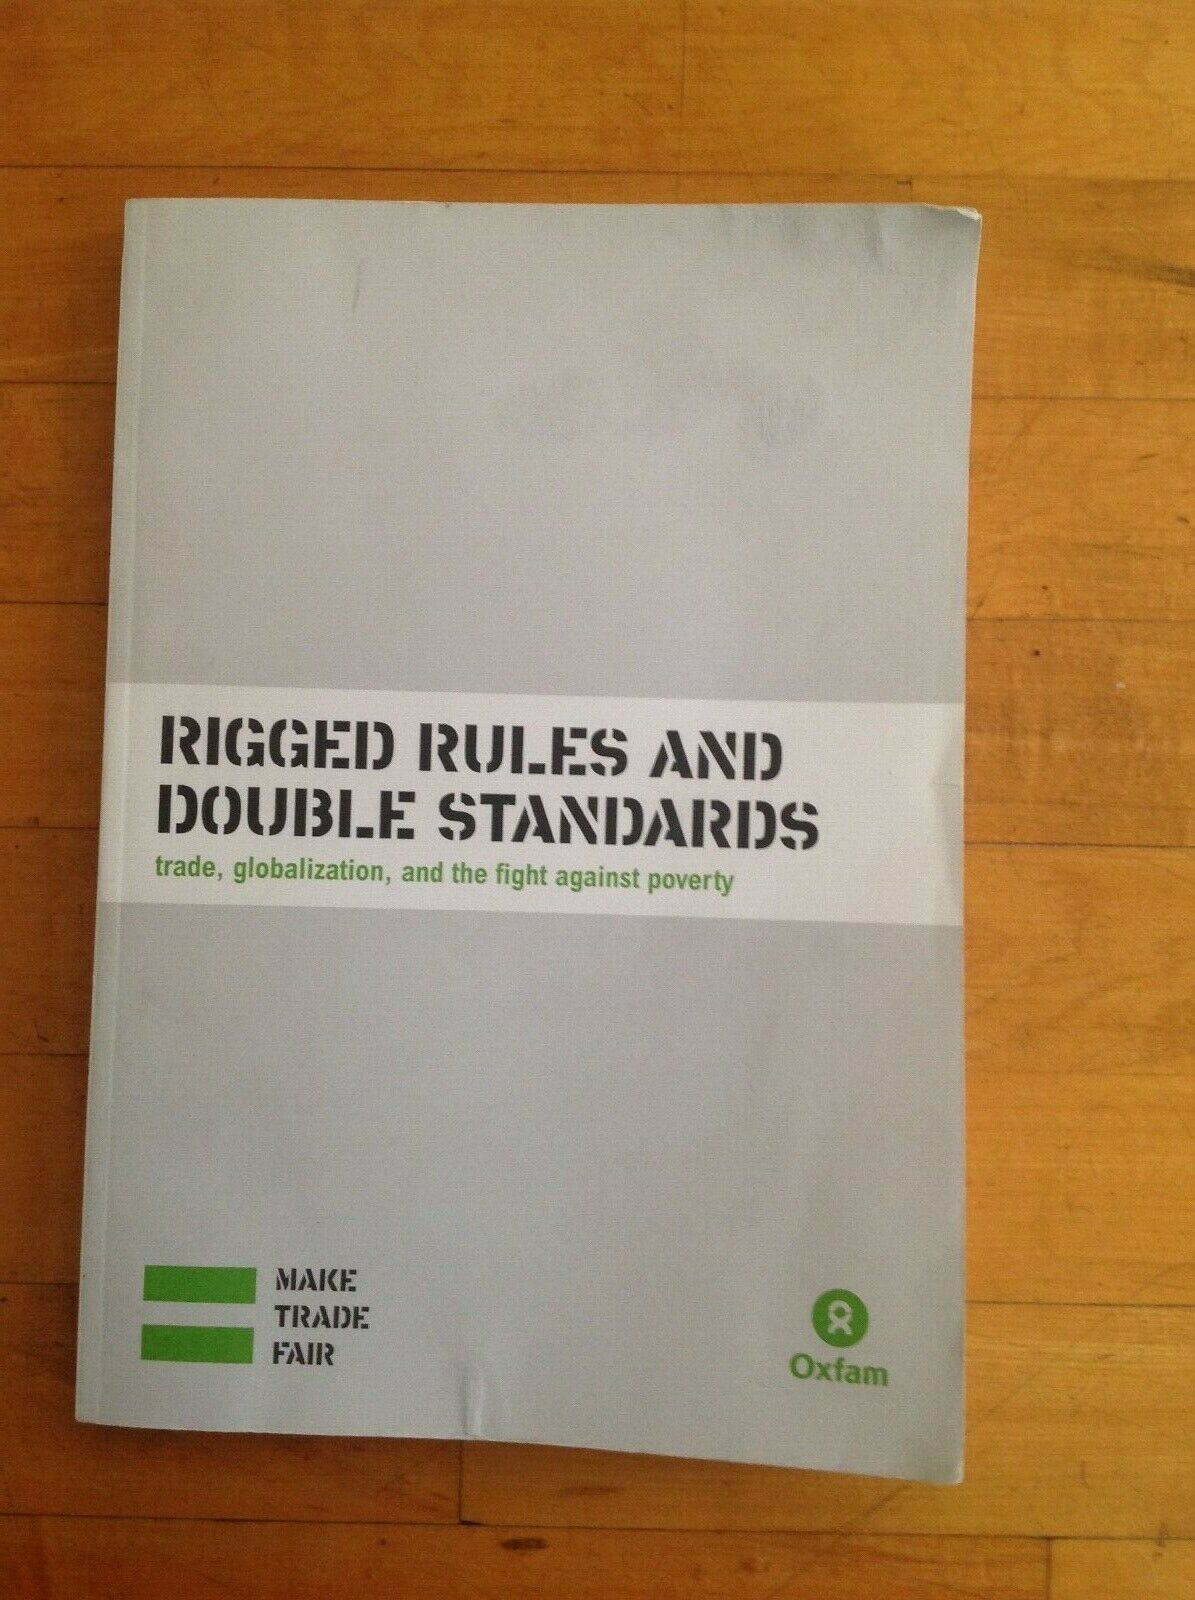 RIGGED RULES AND
DOUBLE STANDARDS
trade, globalization, and the fight against poverty
MAKE
TRADE
FAIR
Oxfam